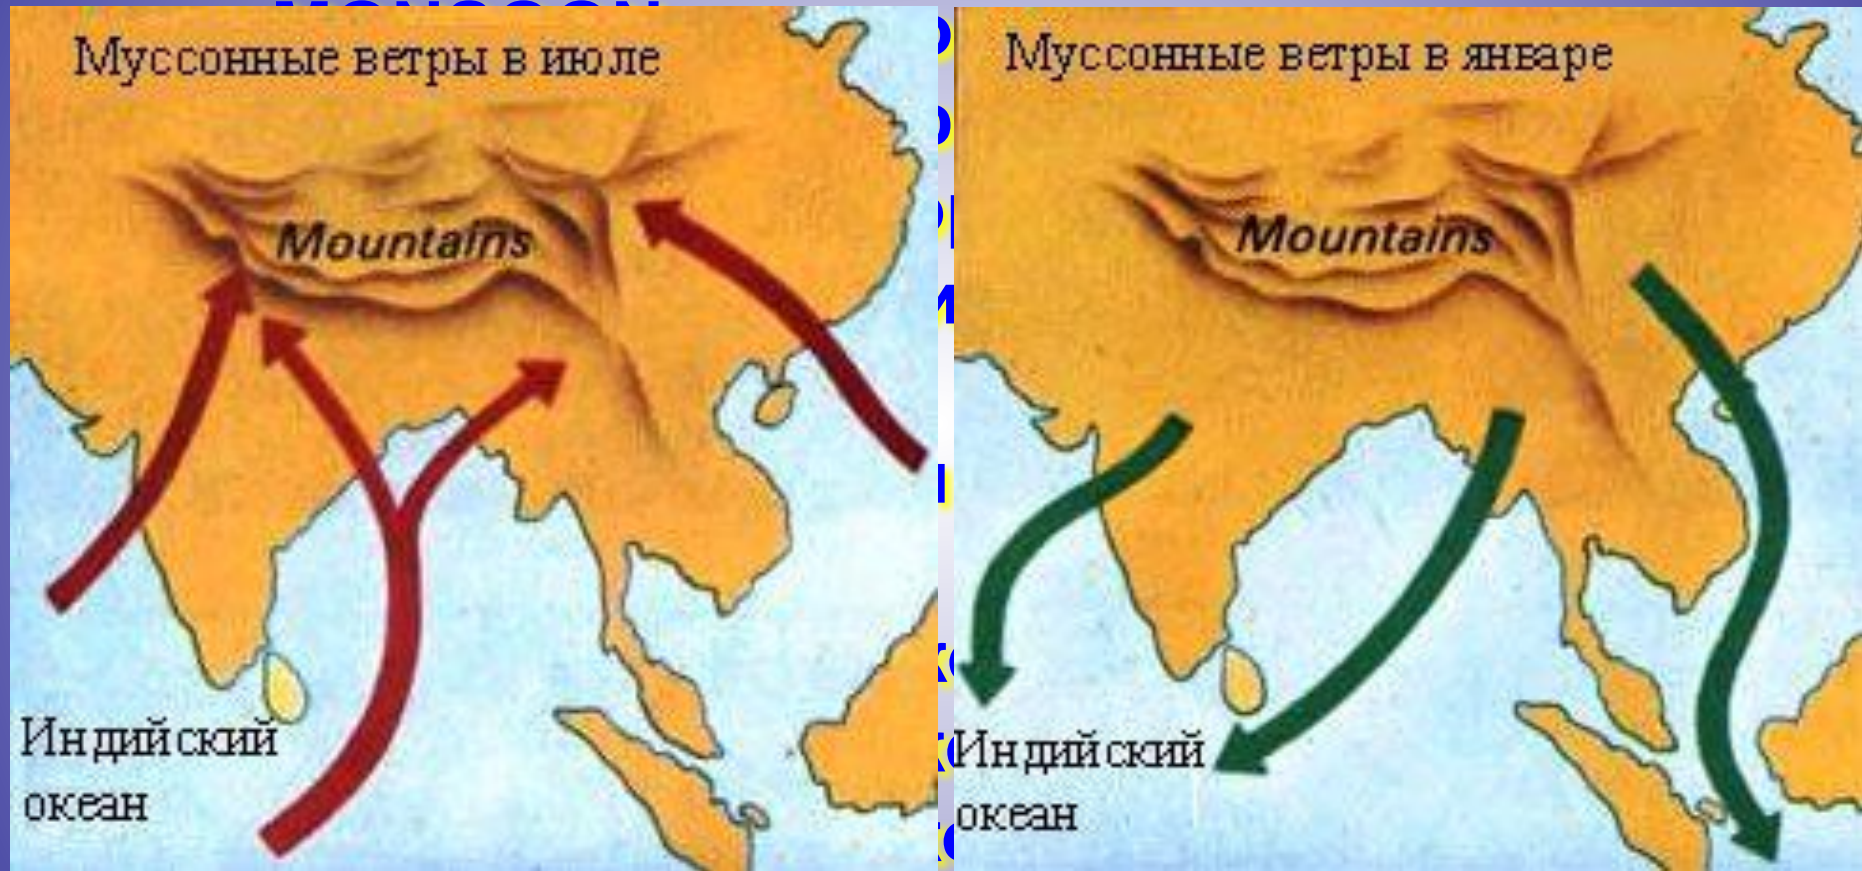 Муссонные ветры в июле
Mountains
Индийский
океан
Муссонные ветры в январе
Mountains
Индийский
океан